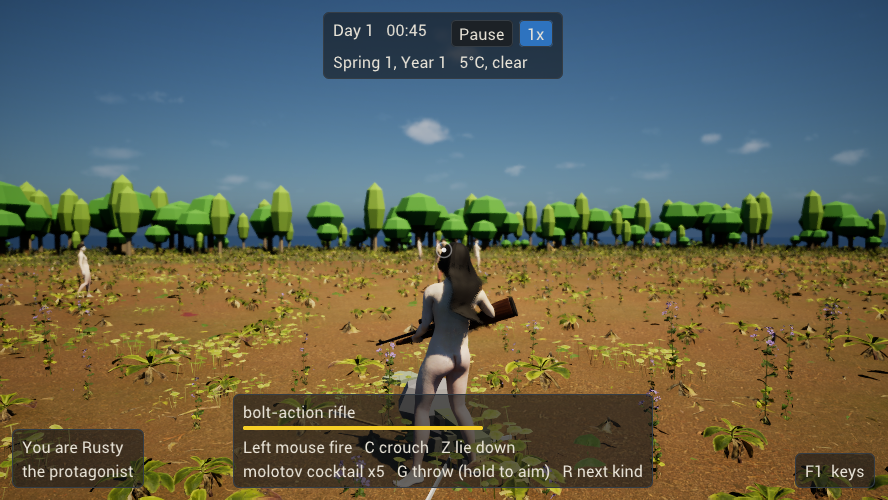 Day 1 00:45 Pause 1x
Spring 1, Year 1 5°C, clear
bolt-action rifle
Left mouse fire C crouch Z lie down
molotov cocktail x5 G throw (hold to aim) R next kind
You are Rusty
the protagonist
F1 keys